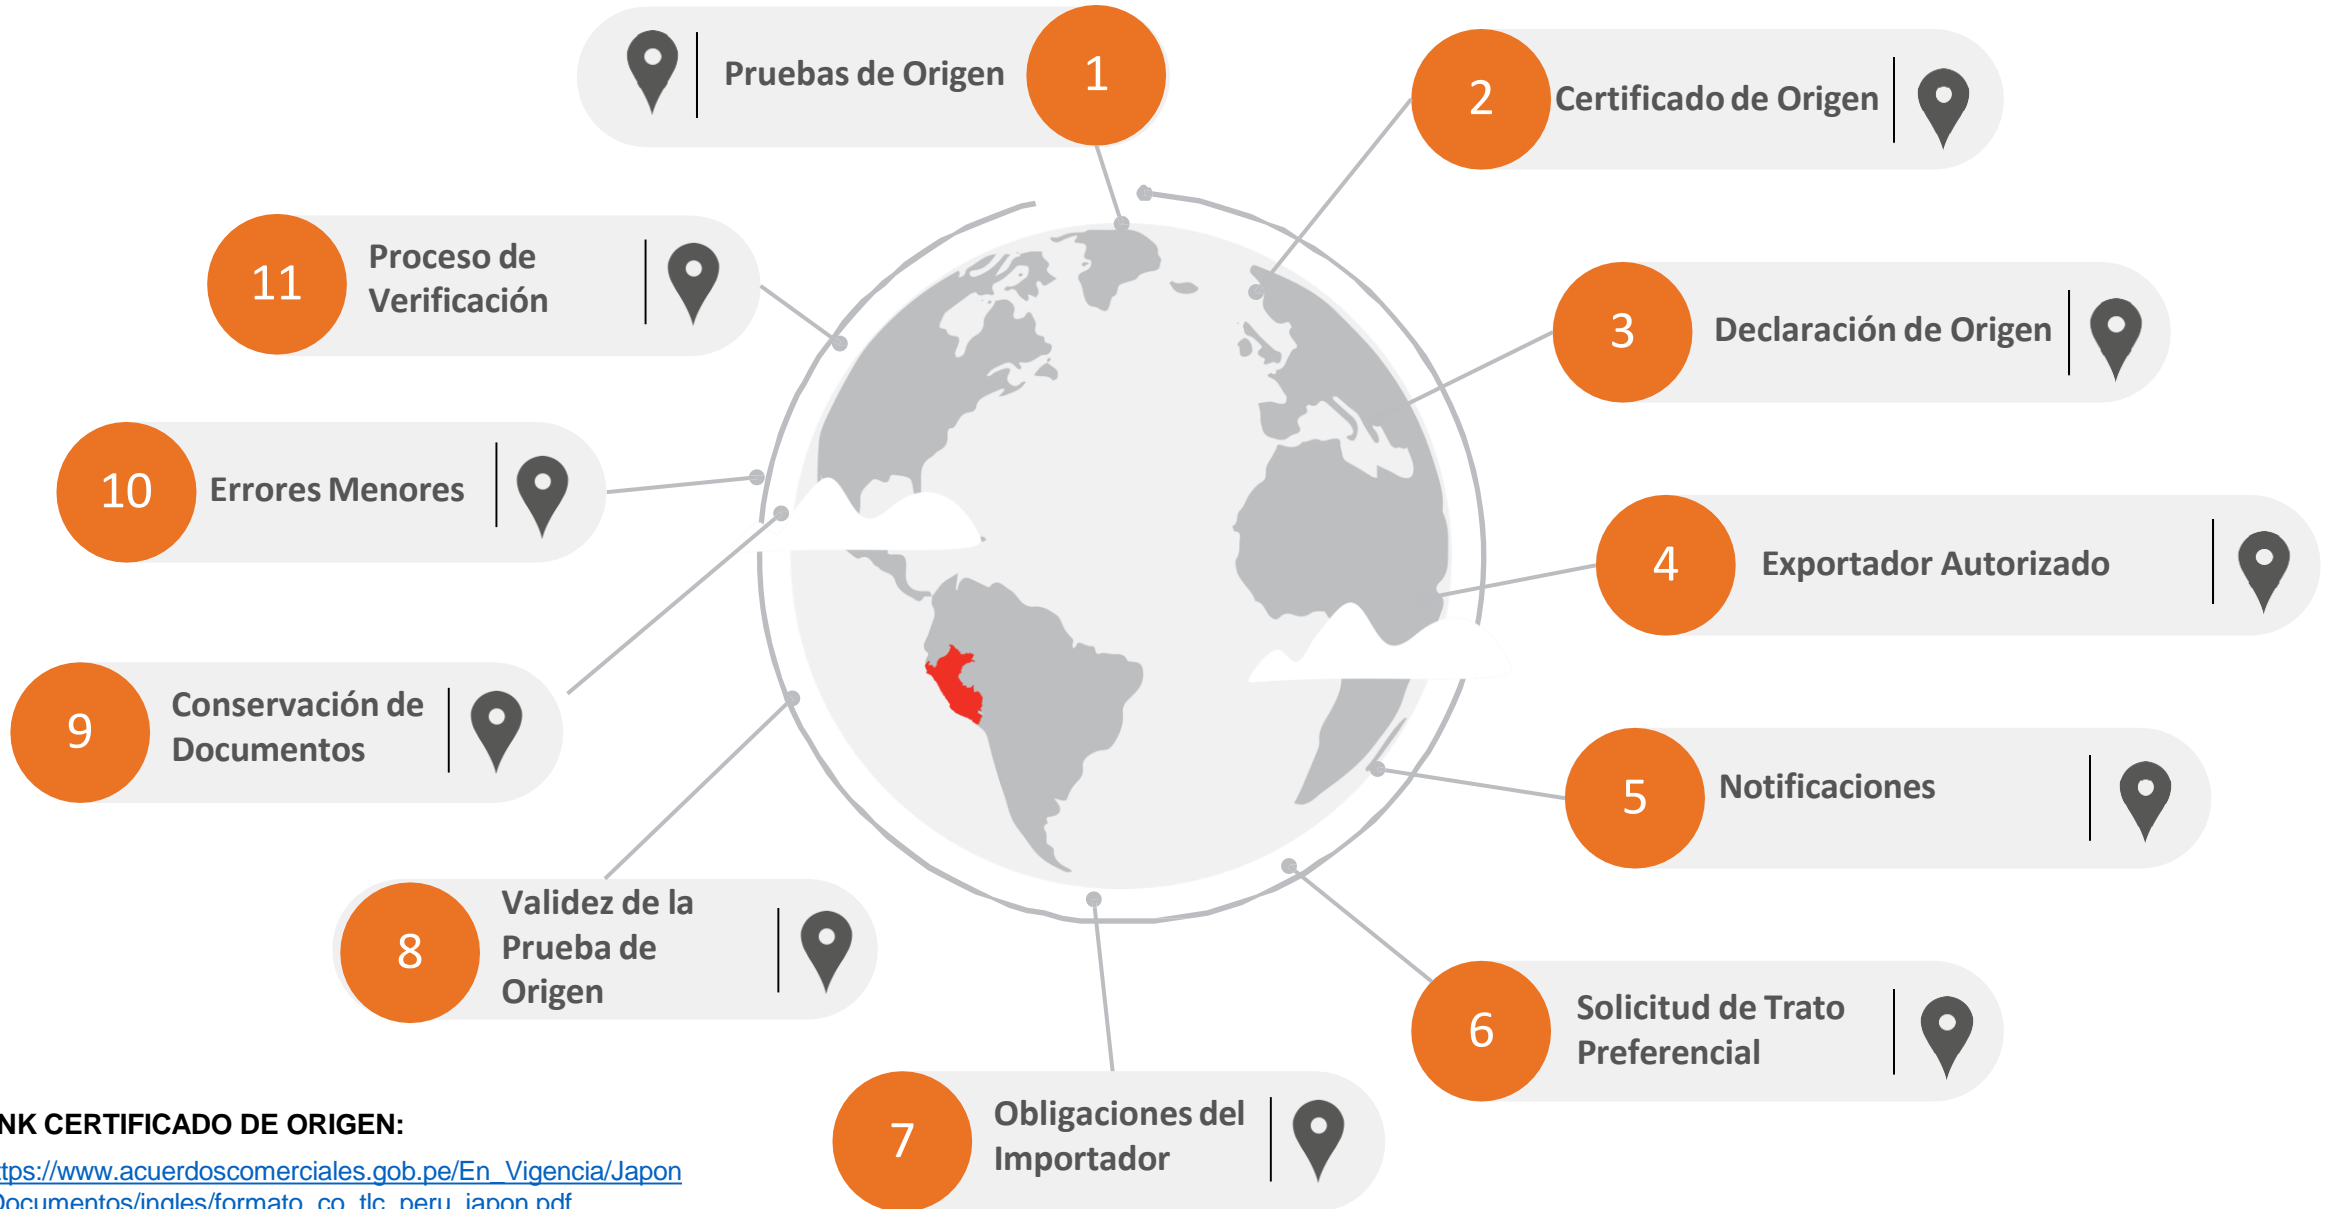 Pruebas de Origen
1
2
Certificado de Origen
3
Declaración de Origen
4
Exportador Autorizado
5
Notificaciones
6
Solicitud de Trato
Preferencial
7
Obligaciones del
Importador
8
Validez de la
Prueba de
Origen
9
Conservación de
Documentos
10
Errores Menores
11
Proceso de
Verificación
NK CERTIFICADO DE ORIGEN:
tps://www.acuerdoscomerciales.gob.pe/En_Vigencia/Japon
Documentos/ingles/formato_co_tlc_peru_japon.pdf